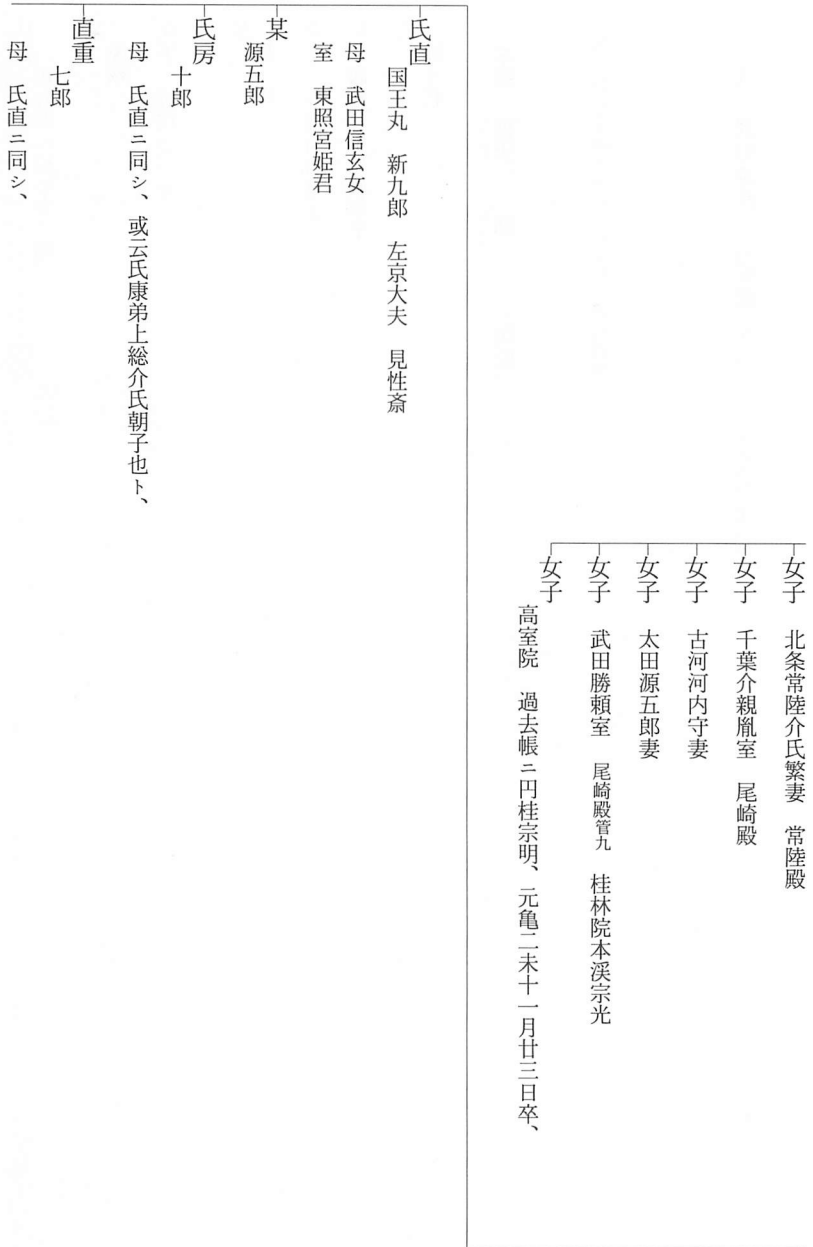 女子　北条常陸介氏繁妻　常陸殿
女子　千葉介親胤室　尾崎殿
女子　古河河内守妻
女子　太田源五郎妻
女子　武田勝頼室　尾崎殿管九　桂林院本渓宗光
女子
高室院　過去帳ニ円桂宗明、元亀二未十一月廿三日卒、
氏直
国王丸　新九郎　左京大夫　見性斎
母　武田信玄女
室　東照宮姫君
某
源五郎
氏房
十郎
母　氏直ニ同シ、或云氏康弟上総介氏朝子也ト、
直重
七郎
母　氏直ニ同シ、